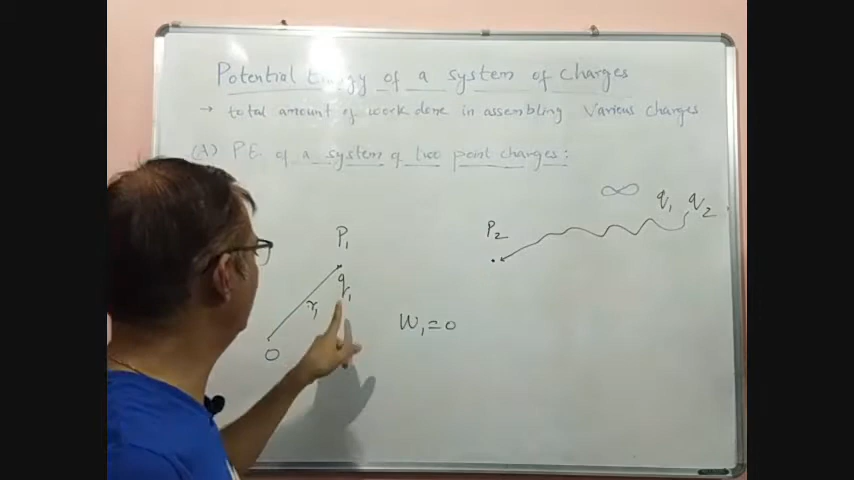 Potential Energy of a system of charges
→ total amount of work done in assembling Various charges
(A) P.E. of a system of two point charges:
∞
q₁ q₂
P₁
P₂
q₁
r₁
W₁=0
O